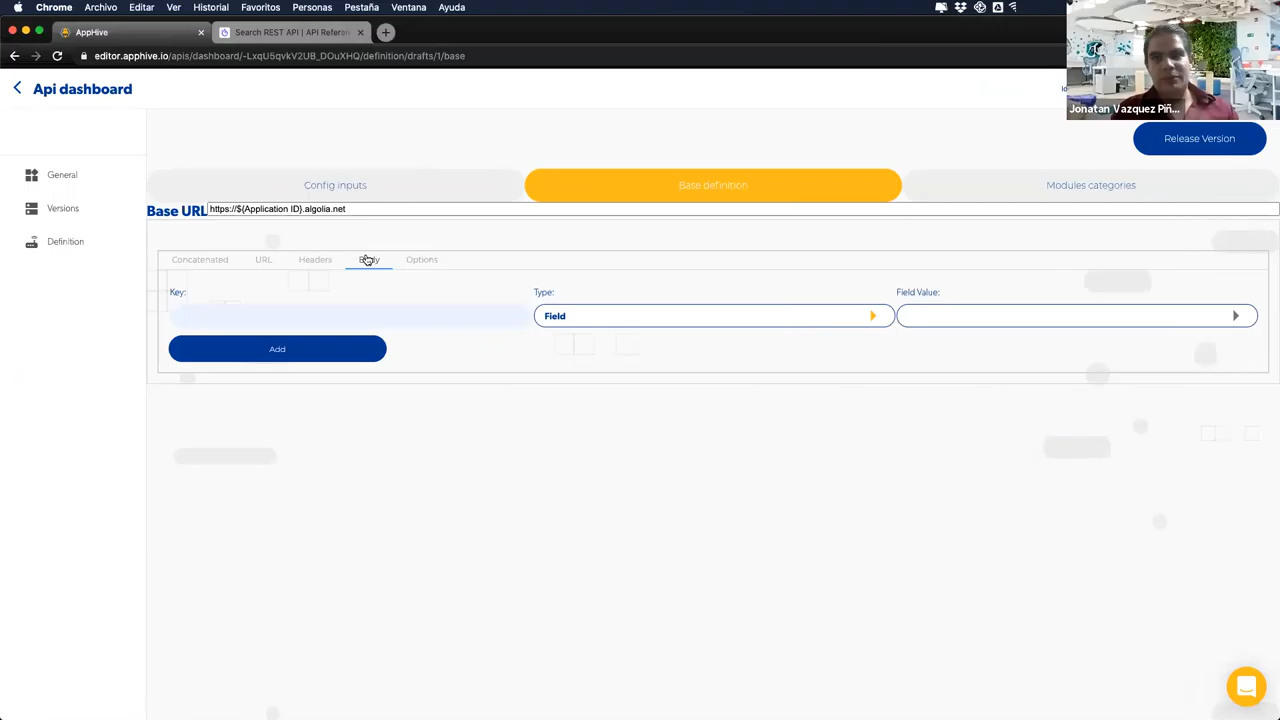 Chrome Archivo Editar Ver Historial Favoritos Personas Pestaña Ventana Ayuda
AppHive
Search REST API | API Referen
editor.apphive.io/apis/dashboard/-LxqU5qvkV2UB_DOuXHQ/definition/drafts/1/base
Api dashboard
Jonatan Vazquez Piñ...
Release Version
General
Versions
Definition
Config inputs
Base definition
Modules categories
Base URL https://${Application ID}.algolia.net
Concatenated URL Headers Body Options
Key: Type: Field Value:
Field
Add